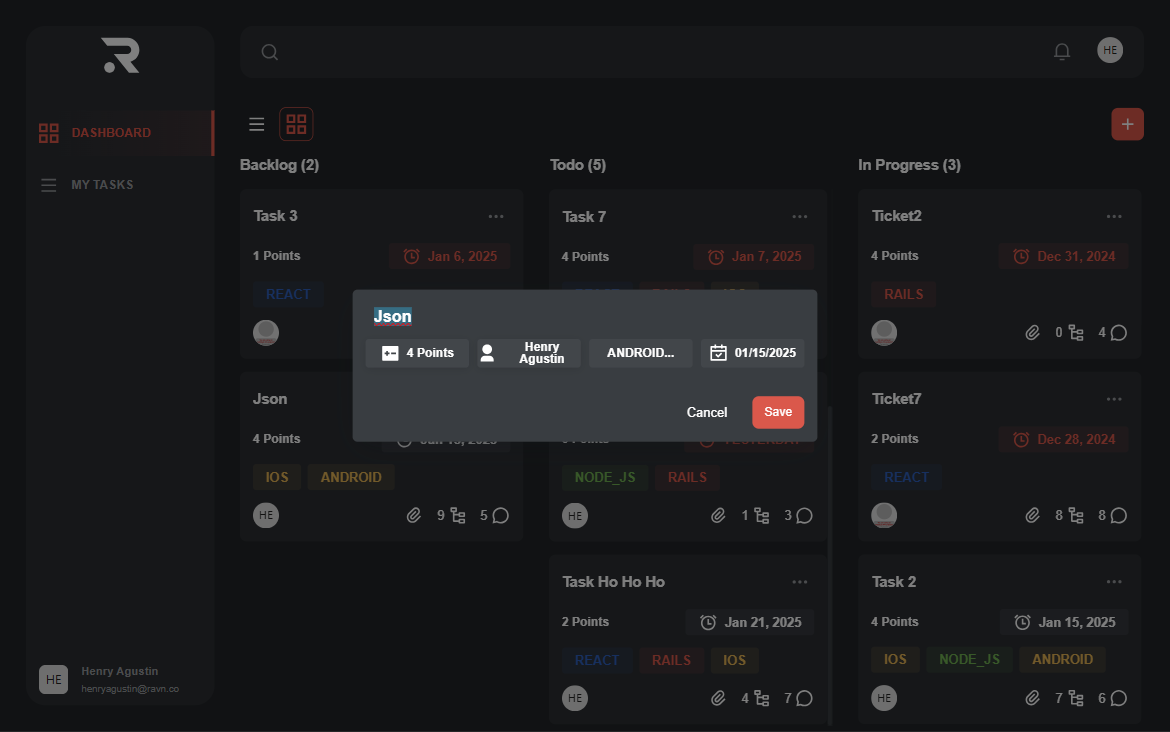 HE
DASHBOARD
MY TASKS
Backlog (2)
Todo (5)
In Progress (3)
Task 3
1 Points
Jan 6, 2025
REACT
Json
4 Points
IOS
ANDROID
HE
9
5
Task 7
4 Points
Jan 7, 2025
YESTERDAY
NODE_JS
RAILS
HE
1
3
Task Ho Ho Ho
2 Points
Jan 21, 2025
REACT
RAILS
IOS
HE
4
7
Ticket2
4 Points
Dec 31, 2024
RAILS
0
4
Ticket7
2 Points
Dec 28, 2024
REACT
8
8
Task 2
4 Points
Jan 15, 2025
IOS
NODE_JS
ANDROID
HE
7
6
Json
4 Points
Henry
Agustin
ANDROID...
01/15/2025
Cancel
Save
HE
Henry Agustin
henryagustin@ravn.co